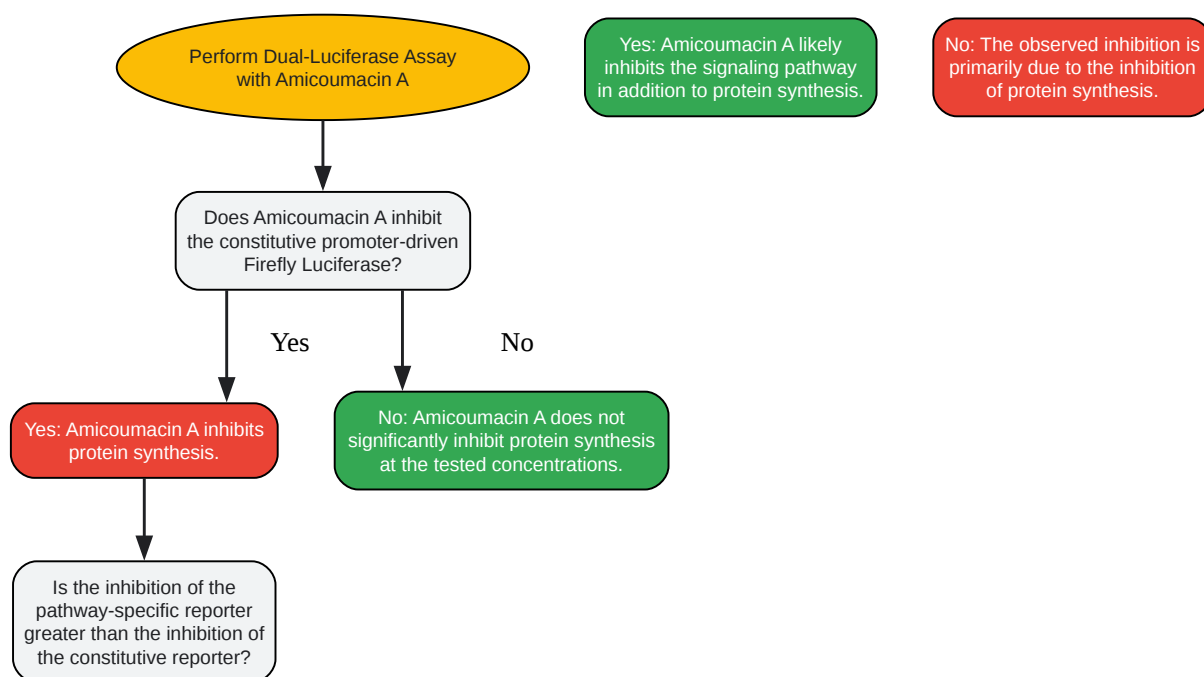 Perform Dual-Luciferase Assay
with Amicoumacin A
Yes: Amicoumacin A likely
inhibits the signaling pathway
in addition to protein synthesis.
No: The observed inhibition is
primarily due to the inhibition
of protein synthesis.
Does Amicoumacin A inhibit
the constitutive promoter-driven
Firefly Luciferase?
Yes
No
Yes: Amicoumacin A inhibits
protein synthesis.
No: Amicoumacin A does not
significantly inhibit protein synthesis
at the tested concentrations.
Is the inhibition of the
pathway-specific reporter
greater than the inhibition of
the constitutive reporter?